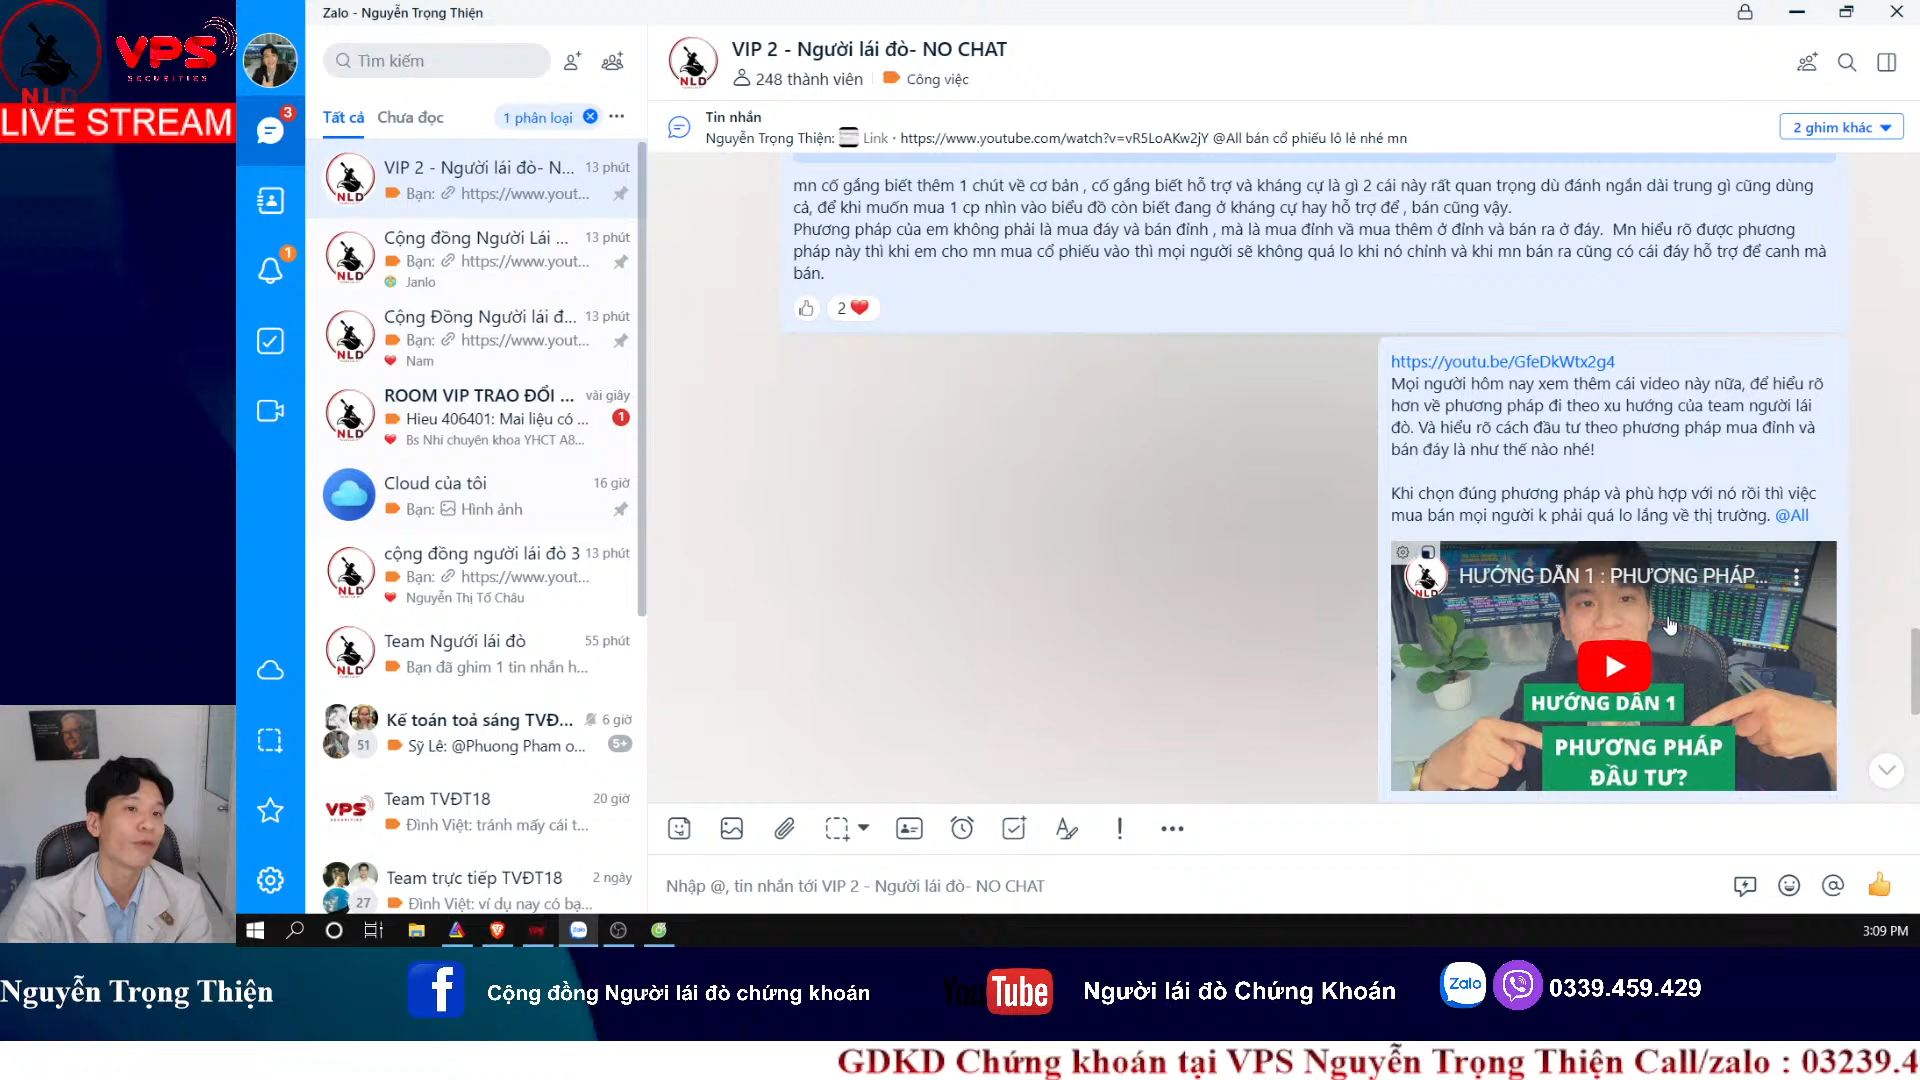 NLD
VPS
SECURITIES
LIVE STREAM
Zalo - Nguyễn Trọng Thiện
Tìm kiếm
Tất cả
Chưa đọc
1 phân loại
3
1
VIP 2 - Người lái đò- N...
13 phút
Bạn: https://www.yout...
Cộng đồng Người Lái ...
13 phút
Bạn: https://www.yout...
Janlo
Cộng Đồng Người lái đ...
13 phút
Bạn: https://www.yout...
Nam
ROOM VIP TRAO ĐỔI ...
vài giây
Hieu 406401: Mai liệu có ...
1
Bs Nhi chuyên khoa YHCT A8...
Cloud của tôi
16 giờ
Bạn: Hình ảnh
cộng đồng người lái đò 3
13 phút
Bạn: https://www.yout...
Nguyễn Thị Tố Châu
Team Người lái đò
55 phút
Bạn đã ghim 1 tin nhắn h...
Kế toán toả sáng TVĐ...
6 giờ
51
Sỹ Lê: @Phuong Pham o...
5+
Team TVĐT18
20 giờ
Đình Việt: tránh mấy cái t...
Team trực tiếp TVĐT18
2 ngày
27
Đình Việt: ví dụ nay có bạ...
VIP 2 - Người lái đò- NO CHAT
248 thành viên
Công việc
Tin nhắn
Nguyễn Trọng Thiện: Link • https://www.youtube.com/watch?v=vR5LoAKw2jY @All bán cổ phiếu lô lẻ nhé mn
2 ghim khác
mn cố gắng biết thêm 1 chút về cơ bản , cố gắng biết hỗ trợ và kháng cự là gì 2 cái này rất quan trọng dù đánh ngắn dài trung gì cũng dùng
cả, để khi muốn mua 1 cp nhìn vào biểu đồ còn biết đang ở kháng cự hay hỗ trợ để , bán cũng vậy.
Phương pháp của em không phải là mua đáy và bán đỉnh , mà là mua đỉnh và mua thêm ở đỉnh và bán ra ở đáy. Mn hiểu rõ được phương
pháp này thì khi em cho mn mua cổ phiếu vào thì mọi người sẽ không quá lo khi nó chỉnh và khi mn bán ra cũng có cái đáy hỗ trợ để canh mà
bán.
2
https://youtu.be/GfeDkWtx2g4
Mọi người hôm nay xem thêm cái video này nữa, để hiểu rõ
hơn về phương pháp đi theo xu hướng của team người lái
đò. Và hiểu rõ cách đầu tư theo phương pháp mua đỉnh và
bán đáy là như thế nào nhé!
Khi chọn đúng phương pháp và phù hợp với nó rồi thì việc
mua bán mọi người k phải quá lo lắng về thị trường. @All
HƯỚNG DẪN 1 : PHƯƠNG PHÁP...
HƯỚNG DẪN 1
PHƯƠNG PHÁP
ĐẦU TƯ?
Nhập @, tin nhắn tới VIP 2 - Người lái đò- NO CHAT
3:09 PM
Nguyễn Trọng Thiện
Cộng đồng Người lái đò chứng khoán
YouTube
Người lái đò Chứng Khoán
Zalo
0339.459.429
GDKD Chứng khoán tại VPS Nguyễn Trọng Thiện Call/zalo : 03239.4